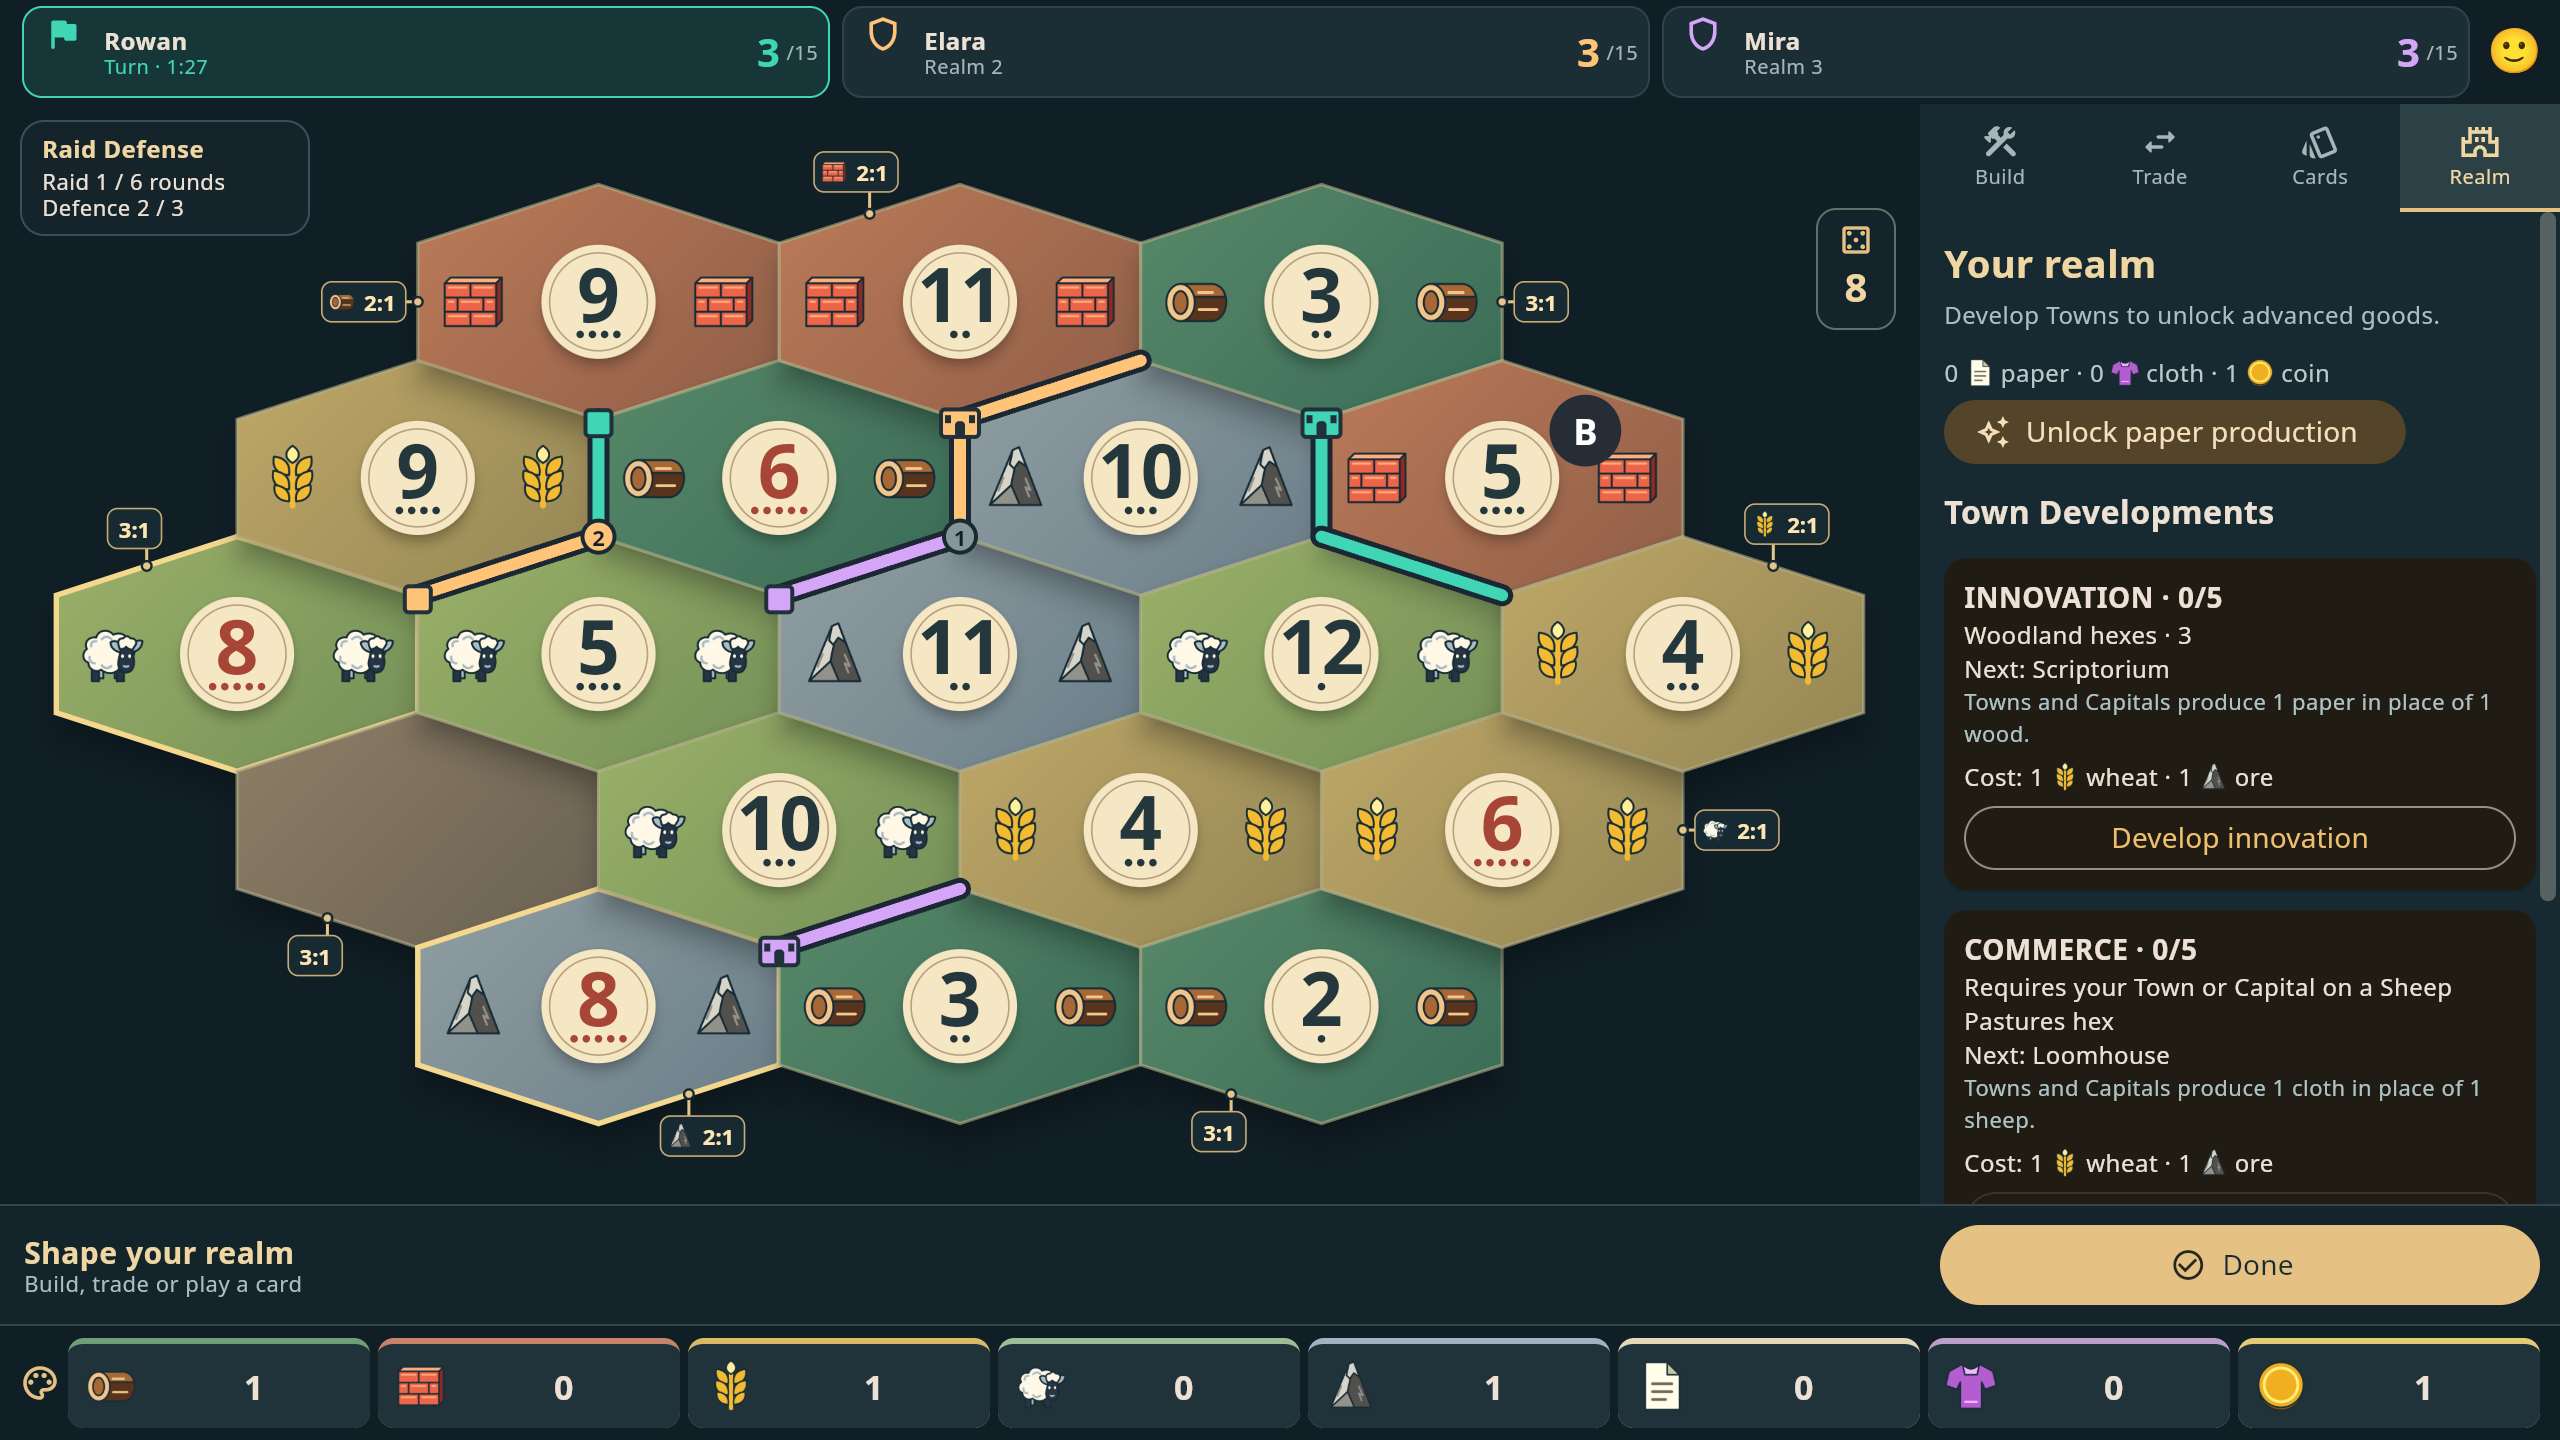 Rowan
Turn · 1:27
3 /15
Elara
Realm 2
3 /15
Mira
Realm 3
3 /15
Raid Defense
Raid 1 / 6 rounds
Defence 2 / 3
2:1
2:1
9
11
3
3:1
8
9
6
10
5
B
2
1
3:1
2:1
8
5
11
12
4
10
4
6
2:1
3:1
8
3
2
2:1
3:1
Build
Trade
Cards
Realm
Your realm
Develop Towns to unlock advanced goods.
0 paper · 0 cloth · 1 coin
Unlock paper production
Town Developments
INNOVATION · 0/5
Woodland hexes · 3
Next: Scriptorium
Towns and Capitals produce 1 paper in place of 1
wood.
Cost: 1 wheat · 1 ore
Develop innovation
COMMERCE · 0/5
Requires your Town or Capital on a Sheep
Pastures hex
Next: Loomhouse
Towns and Capitals produce 1 cloth in place of 1
sheep.
Cost: 1 wheat · 1 ore
Shape your realm
Build, trade or play a card
Done
1
0
1
0
1
0
0
1